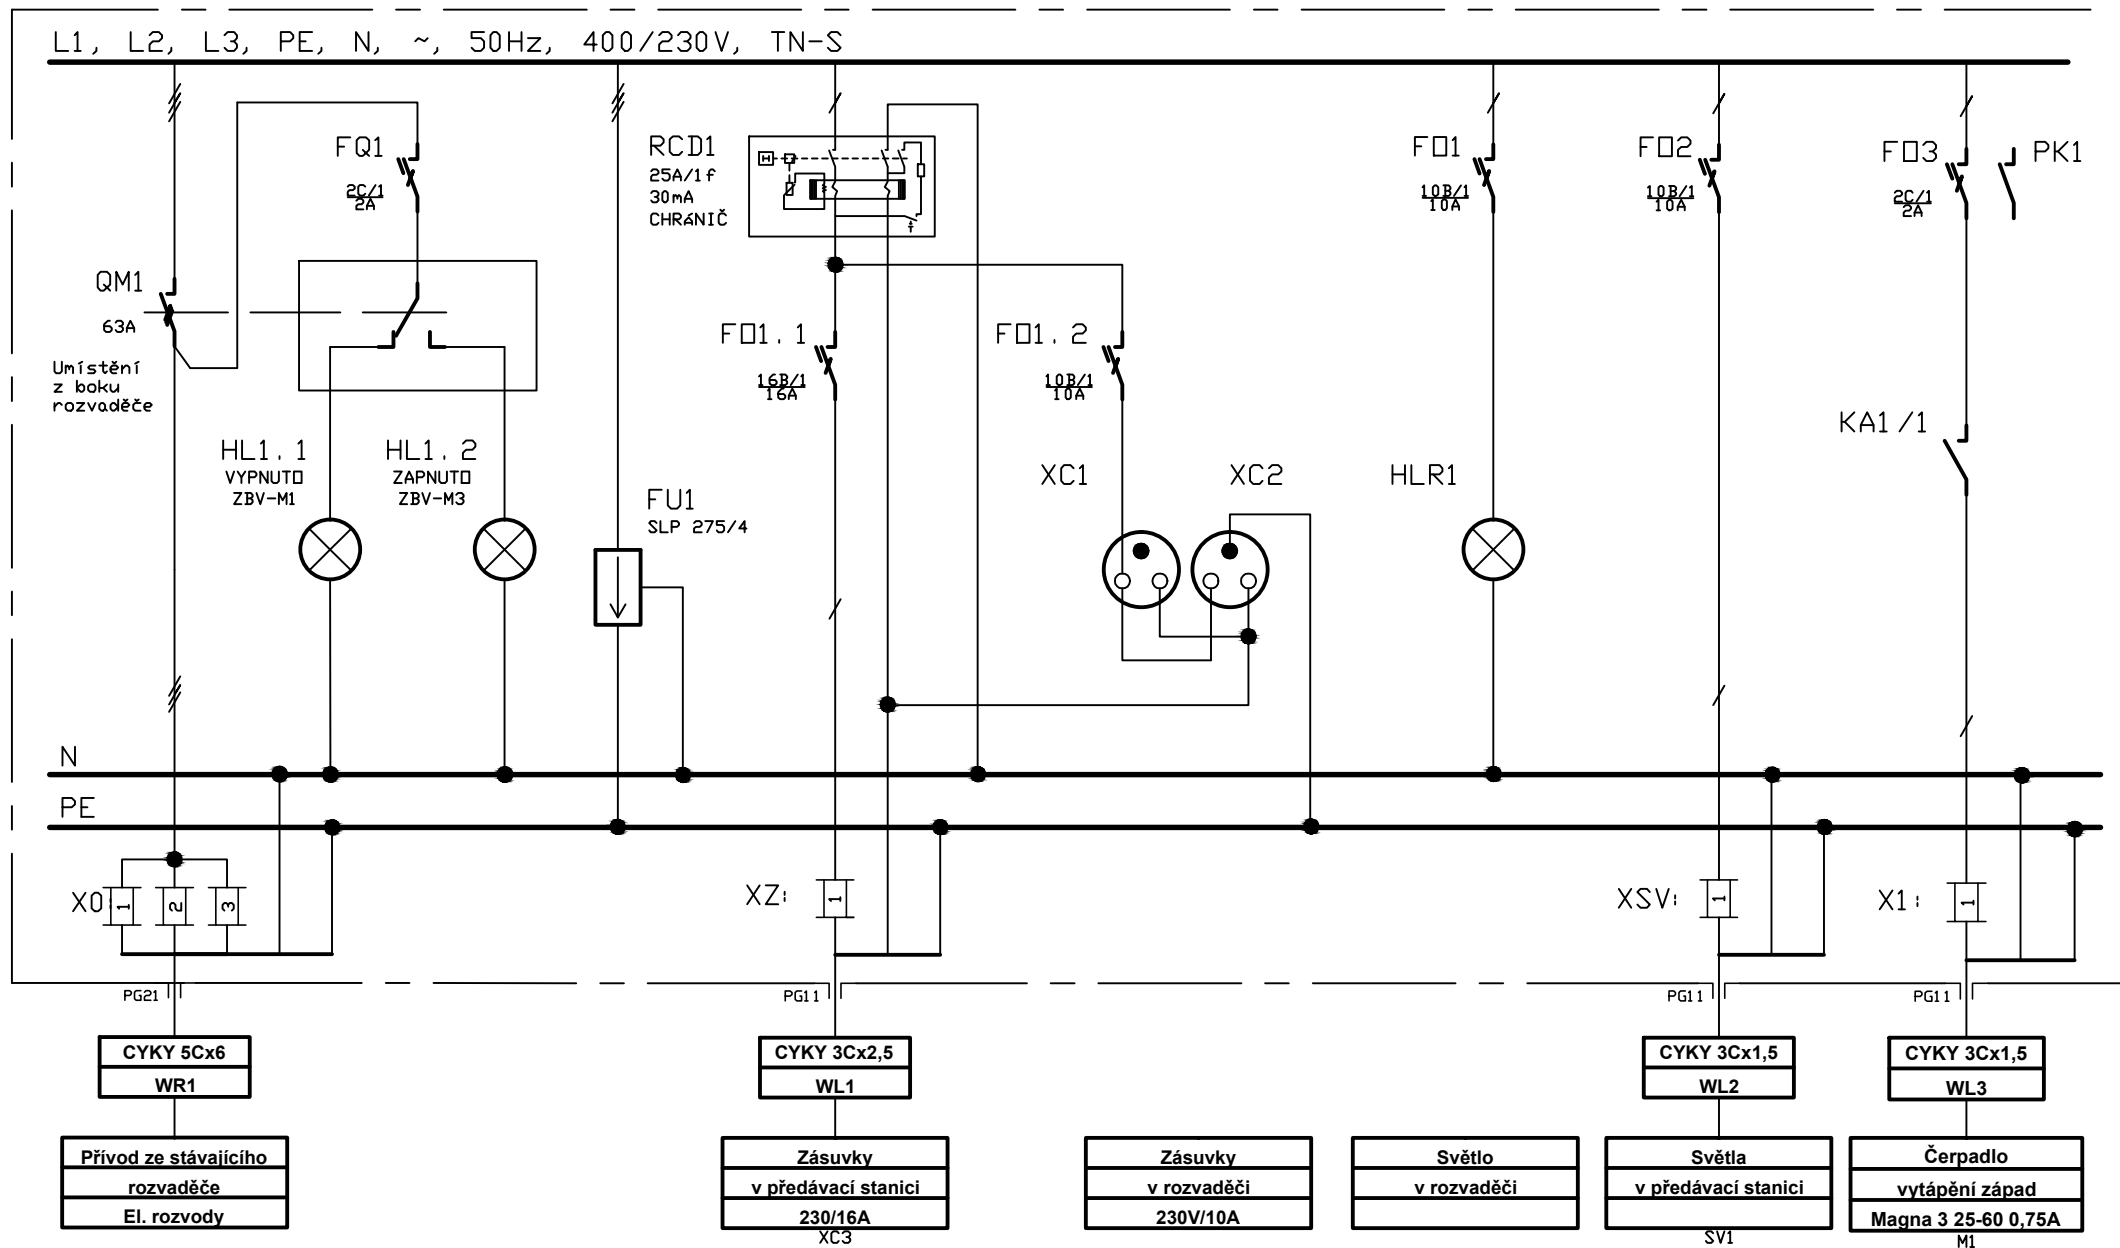 L1, L2, L3, PE, N, ~, 50Hz, 400/230V, TN-S
FQ1
2C/1
2A
QM1
63A
Umístění
z boku
rozvaděče
HL1.1
VYPNUTO
ZBV-M1
HL1.2
ZAPNUTO
ZBV-M3
FU1
SLP 275/4
RCD1
25A/1f
30mA
CHRÁNIČ
H
T
FO1.1
16B/1
16A
FO1.2
10B/1
10A
XC1
XC2
FO1
10B/1
10A
HLR1
FO2
10B/1
10A
FO3
2C/1
2A
PK1
KA1/1
N
PE
X0:
1
2
3
XZ:
1
XSV:
1
X1:
1
PG21
PG11
PG11
PG11
CYKY 5Cx6
WR1
CYKY 3Cx2,5
WL1
CYKY 3Cx1,5
WL2
CYKY 3Cx1,5
WL3
Přívod ze stávajícího
rozvaděče
El. rozvody
Zásuvky
v předávací stanici
230/16A
XC3
Zásuvky
v rozvaděči
230V/10A
Světlo
v rozvaděči
Světla
v předávací stanici
SV1
Čerpadlo
vytápění západ
Magna 3 25-60 0,75A
M1